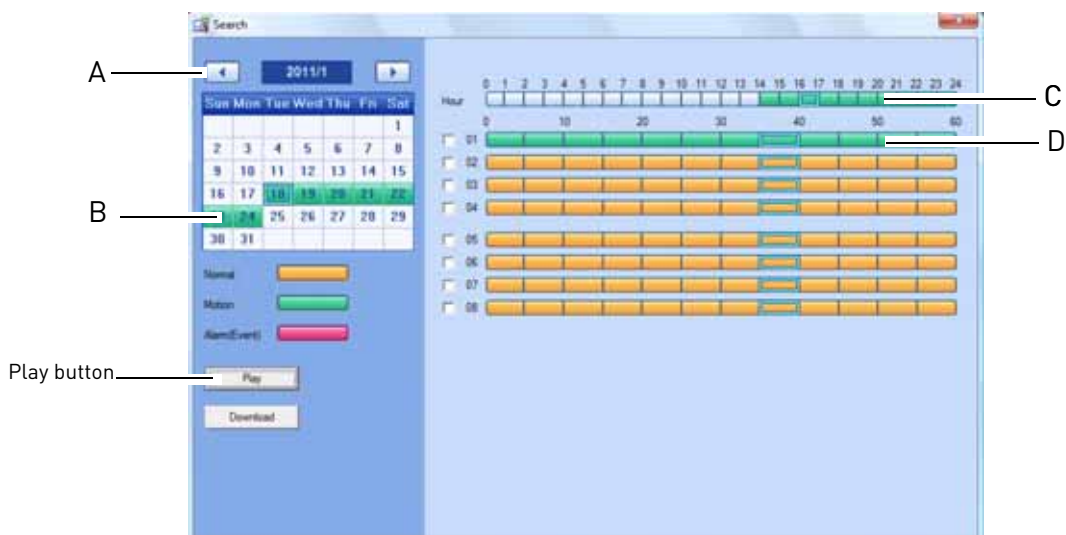 Search
A
2011/1
Sun Mon Tue Wed Thu Fri Sat
1
2 3 4 5 6 7 8
9 10 11 12 13 14 15
16 17 18 19 20 21 22
24 25 26 27 28 29
30 31
B
Normal
Motion
Alarm(Event)
Play button
Play
Download
0 1 2 3 4 5 6 7 8 9 10 11 12 13 14 15 16 17 18 19 20 21 22 23 24
Hour
C
0 10 20 30 40 50 60
01
D
02
03
04
05
06
07
08